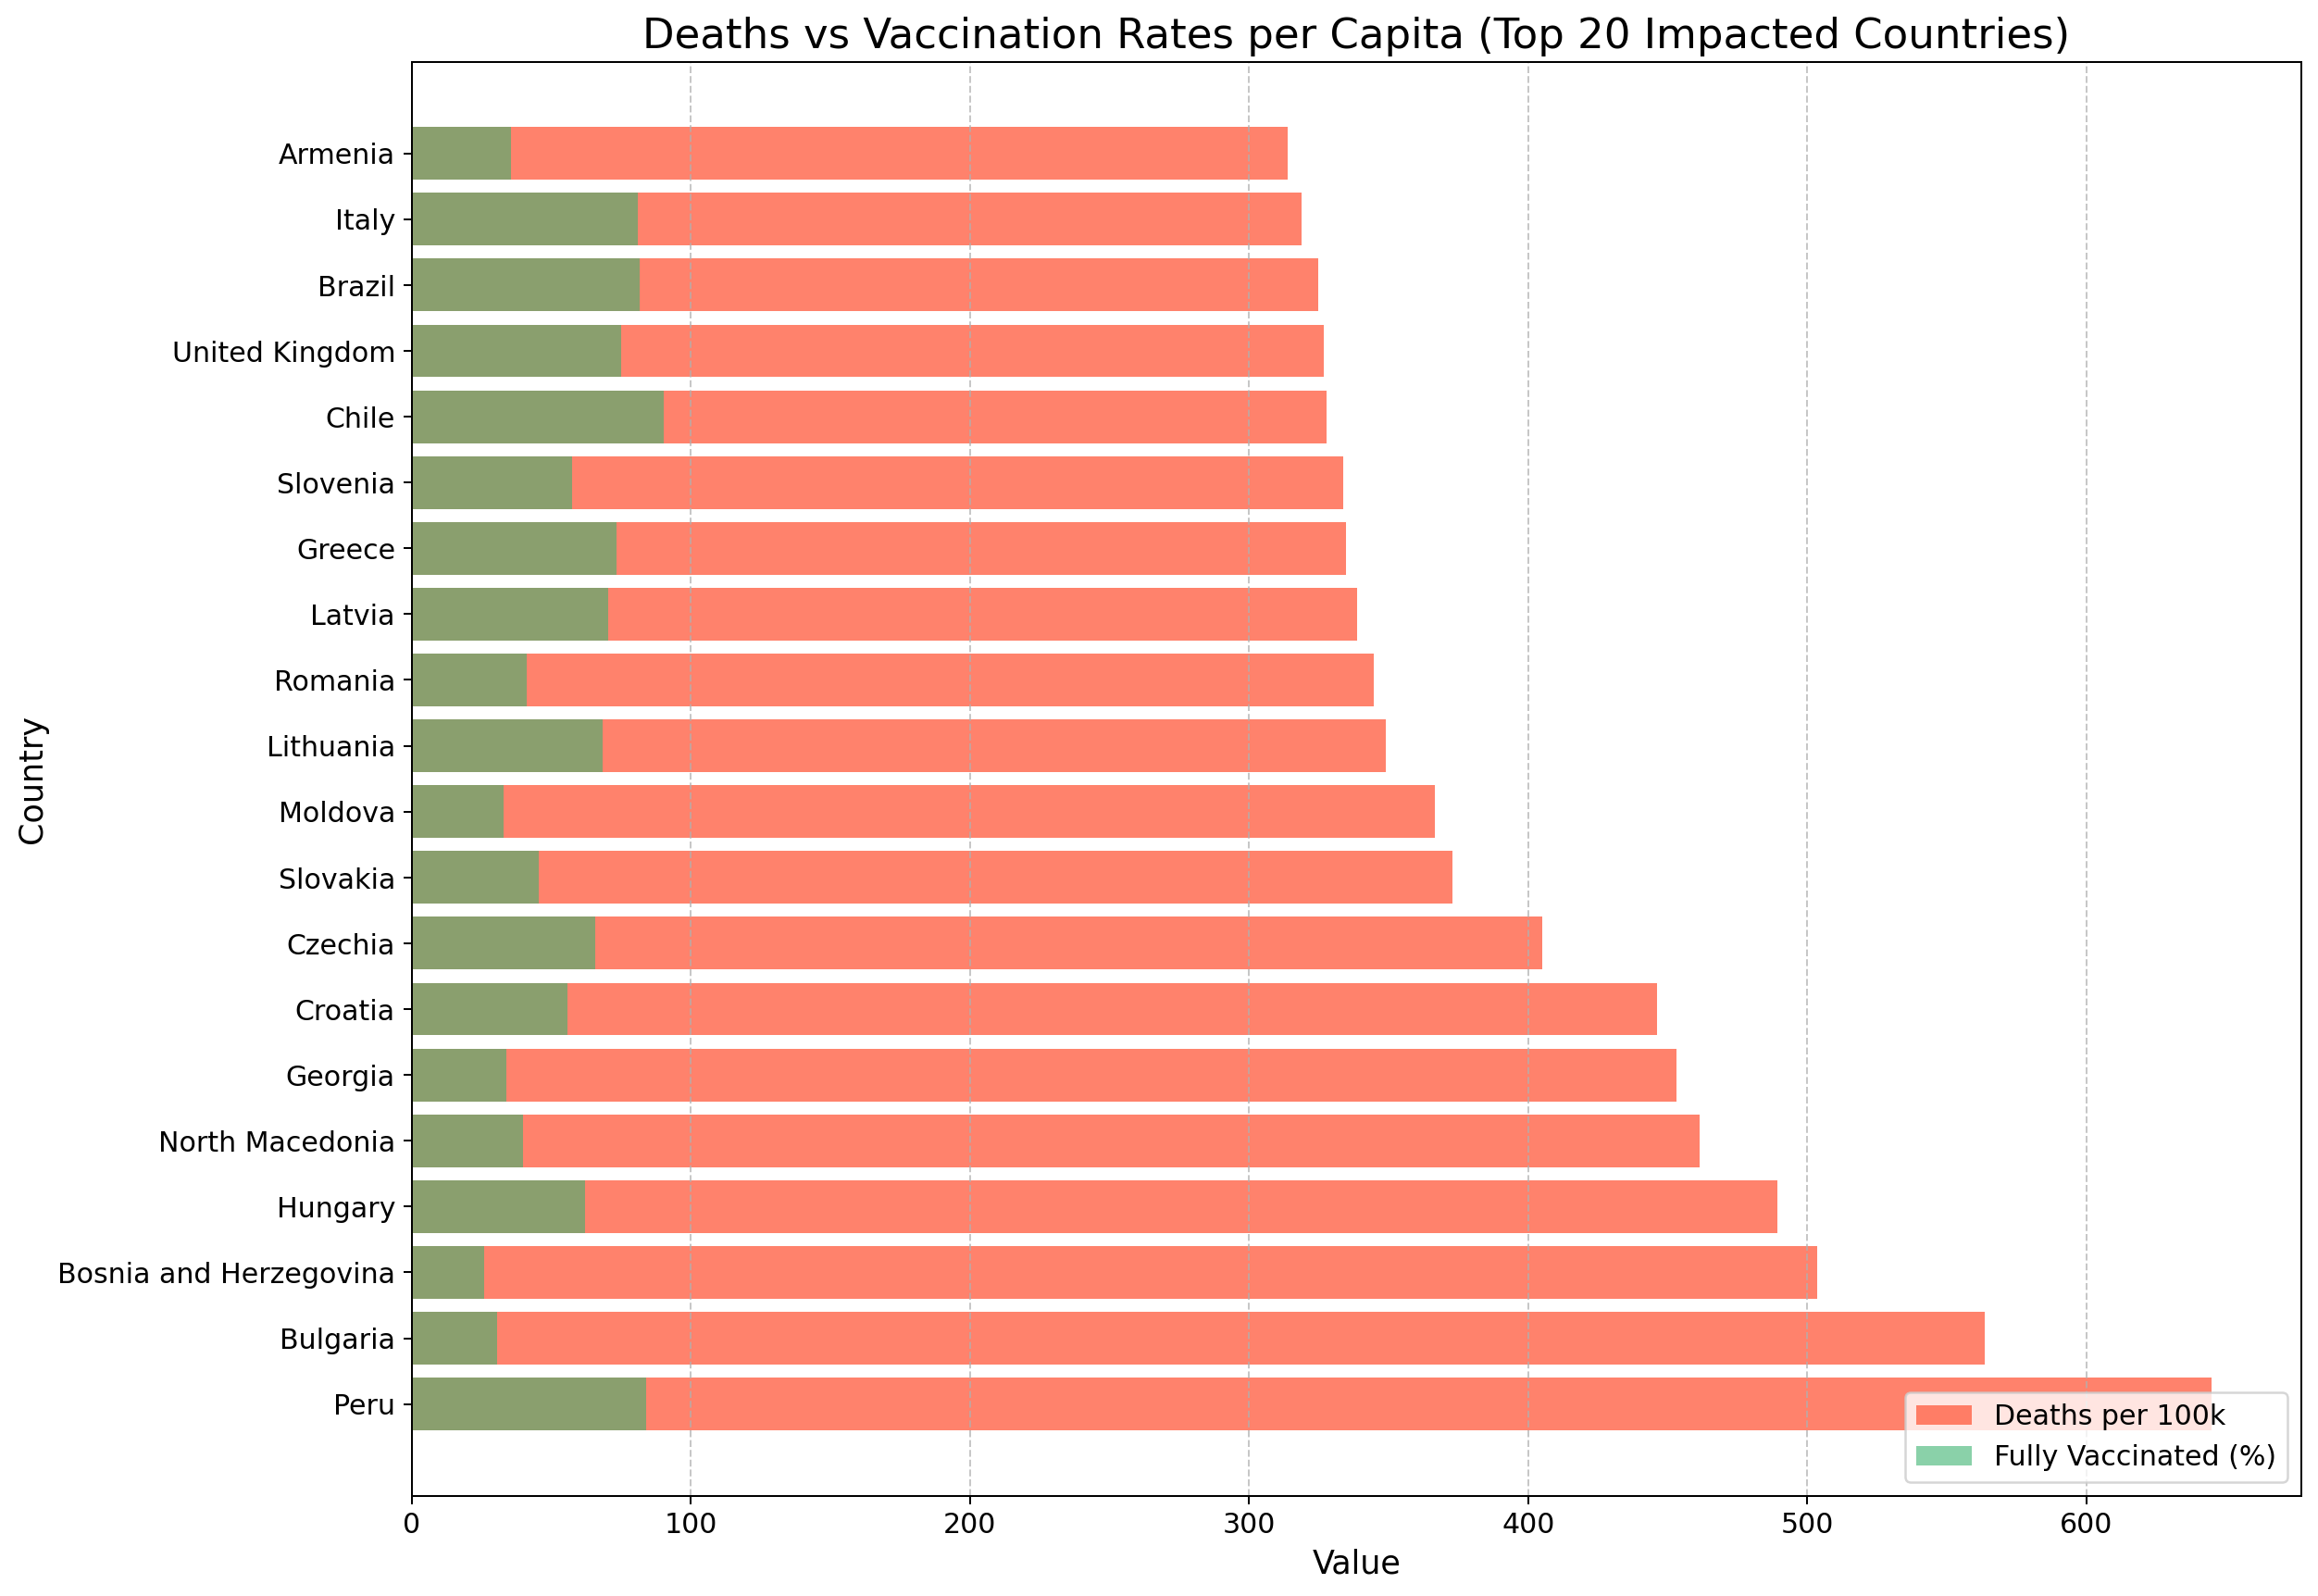 Deaths vs Vaccination Rates per Capita (Top 20 Impacted Countries)
Country
Armenia
Italy
Brazil
United Kingdom
Chile
Slovenia
Greece
Latvia
Romania
Lithuania
Moldova
Slovakia
Czechia
Croatia
Georgia
North Macedonia
Hungary
Bosnia and Herzegovina
Bulgaria
Peru
Deaths per 100k
Fully Vaccinated (%)
0 100 200 300 400 500 600
Value